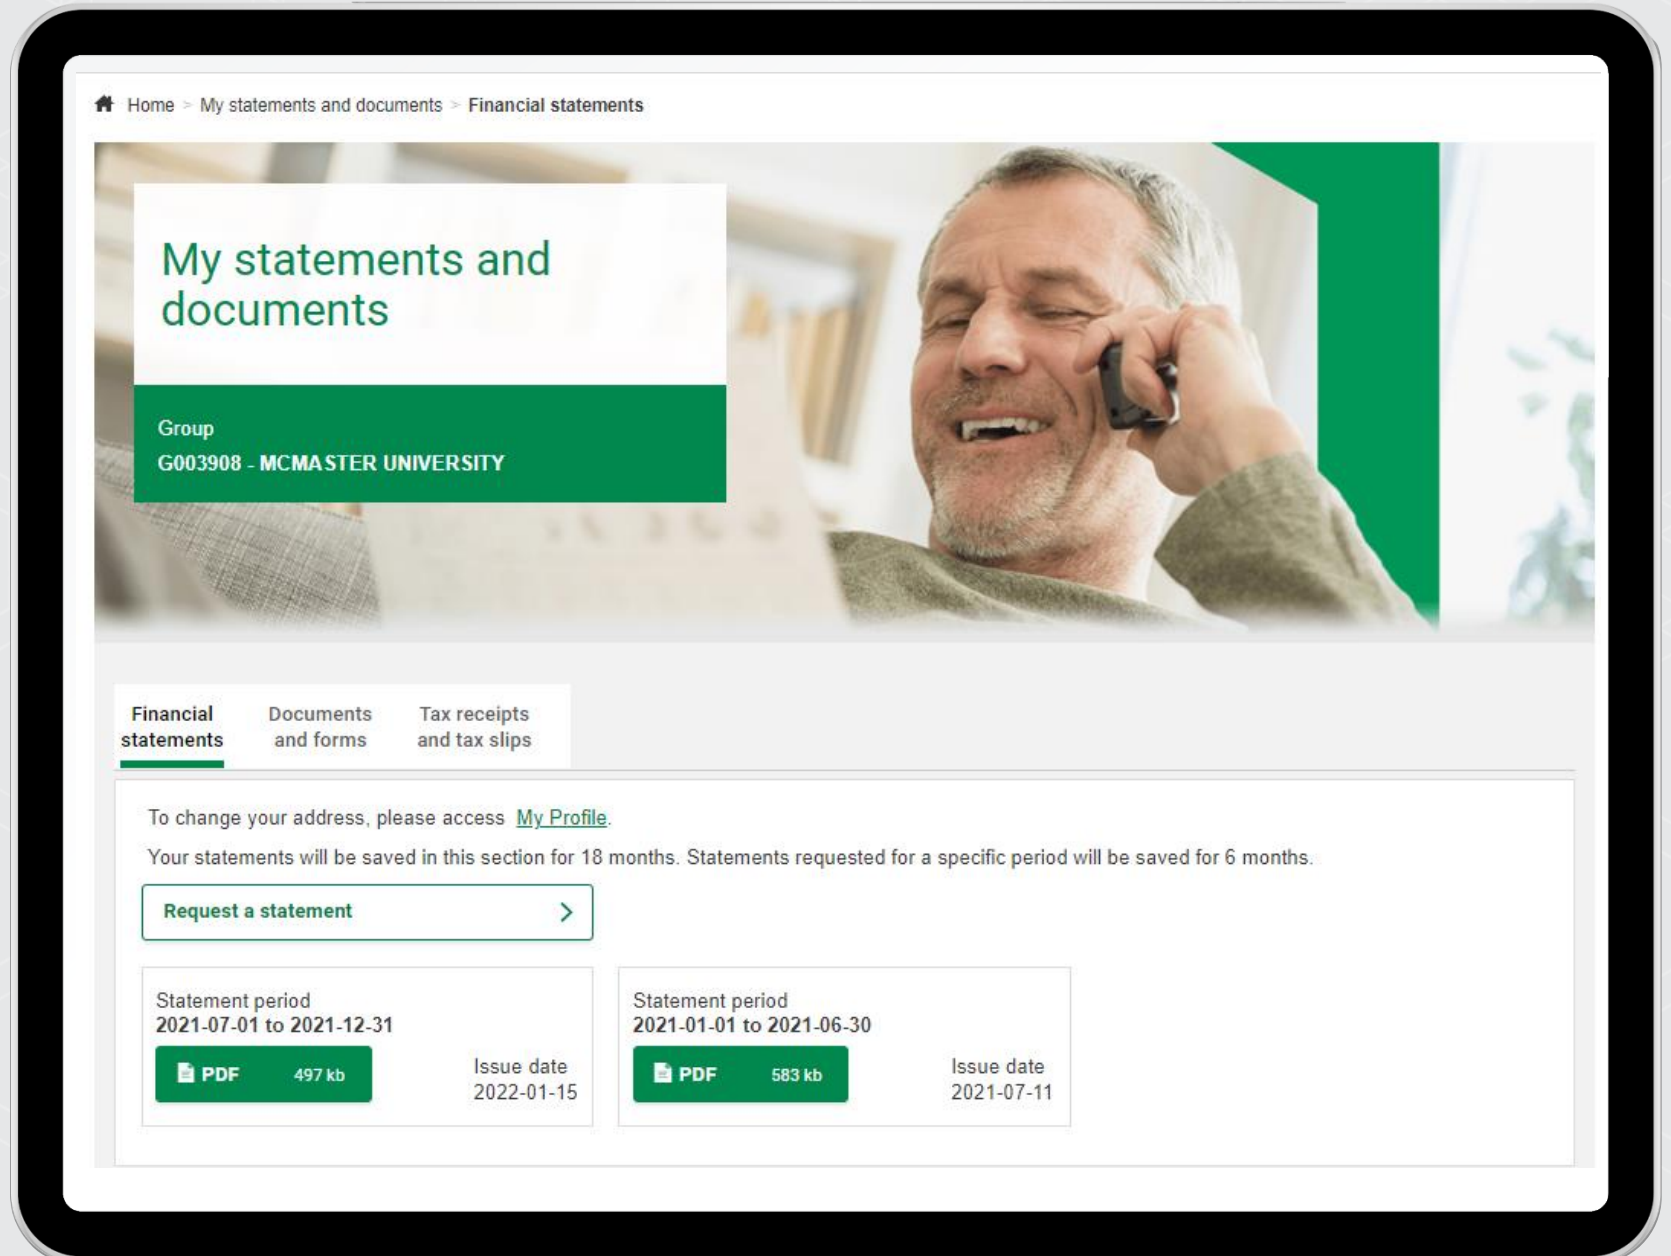 Home > My statements and documents > Financial statements
My statements and
documents
Group
G003908 - MCMASTER UNIVERSITY
Financial
statements
Documents
and forms
Tax receipts
and tax slips
To change your address, please access My Profile.
Your statements will be saved in this section for 18 months. Statements requested for a specific period will be saved for 6 months.
Request a statement
Statement period
2021-07-01 to 2021-12-31
PDF 497 kb
Issue date
2022-01-15
Statement period
2021-01-01 to 2021-06-30
PDF 583 kb
Issue date
2021-07-11